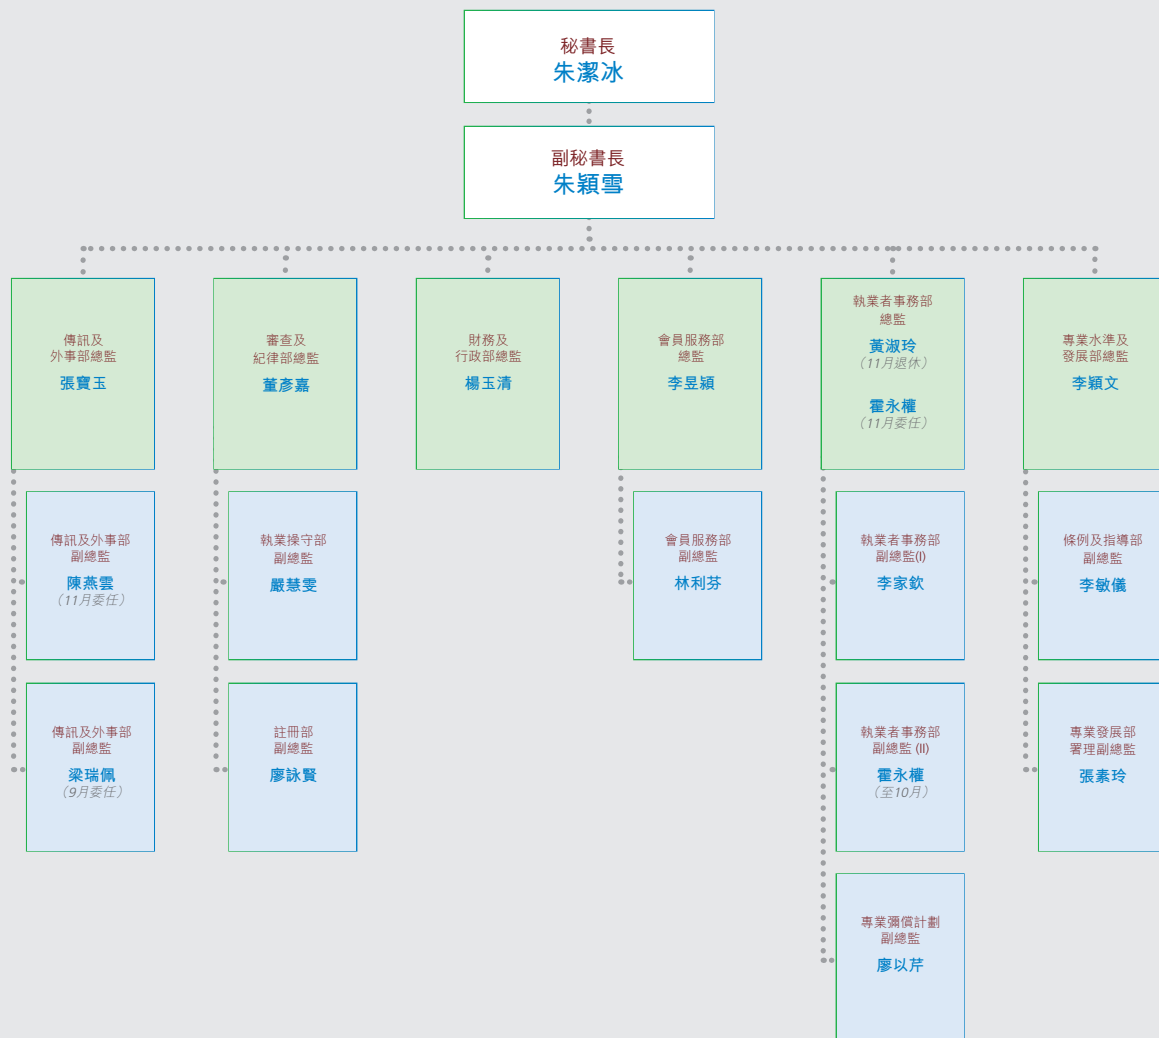 秘書長
朱潔冰
副秘書長
朱穎雪
傳訊及
外事部總監
張寶玉
審查及
紀律部總監
董彥嘉
財務及
行政部總監
楊玉清
會員服務部
總監
李昱穎
執業者事務部
總監
黃淑玲
（11月退休）
霍永權
（11月委任）
專業水準及
發展部總監
李穎文
傳訊及外事部
副總監
陳燕雲
（11月委任）
執業操守部
副總監
嚴慧雯
會員服務部
副總監
林利芬
執業者事務部
副總監(I)
李家欽
條例及指導部
副總監
李敏儀
傳訊及外事部
副總監
梁瑞佩
（9月委任）
註冊部
副總監
廖詠賢
執業者事務部
副總監 (II)
霍永權
（至10月）
專業發展部
署理副總監
張素玲
專業彌償計劃
副總監
廖以芹